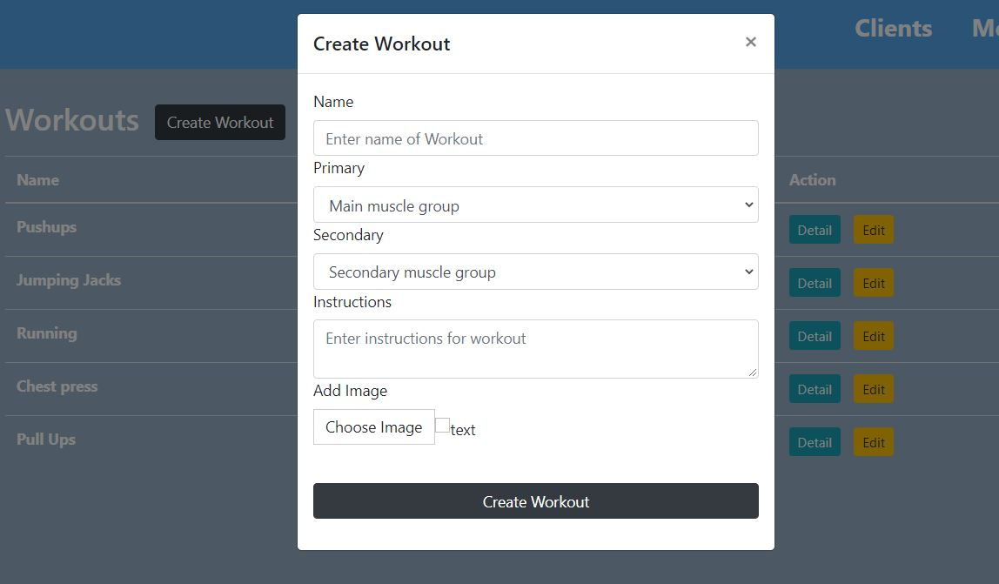 Clients
Create Workout ×
Workouts Create Workout
Name
Enter name of Workout
Primary
Main muscle group
Secondary
Secondary muscle group
Instructions
Enter instructions for workout
Add Image
Choose Image text
Create Workout
Name Action
Pushups Detail Edit
Jumping Jacks Detail Edit
Running Detail Edit
Chest press Detail Edit
Pull Ups Detail Edit